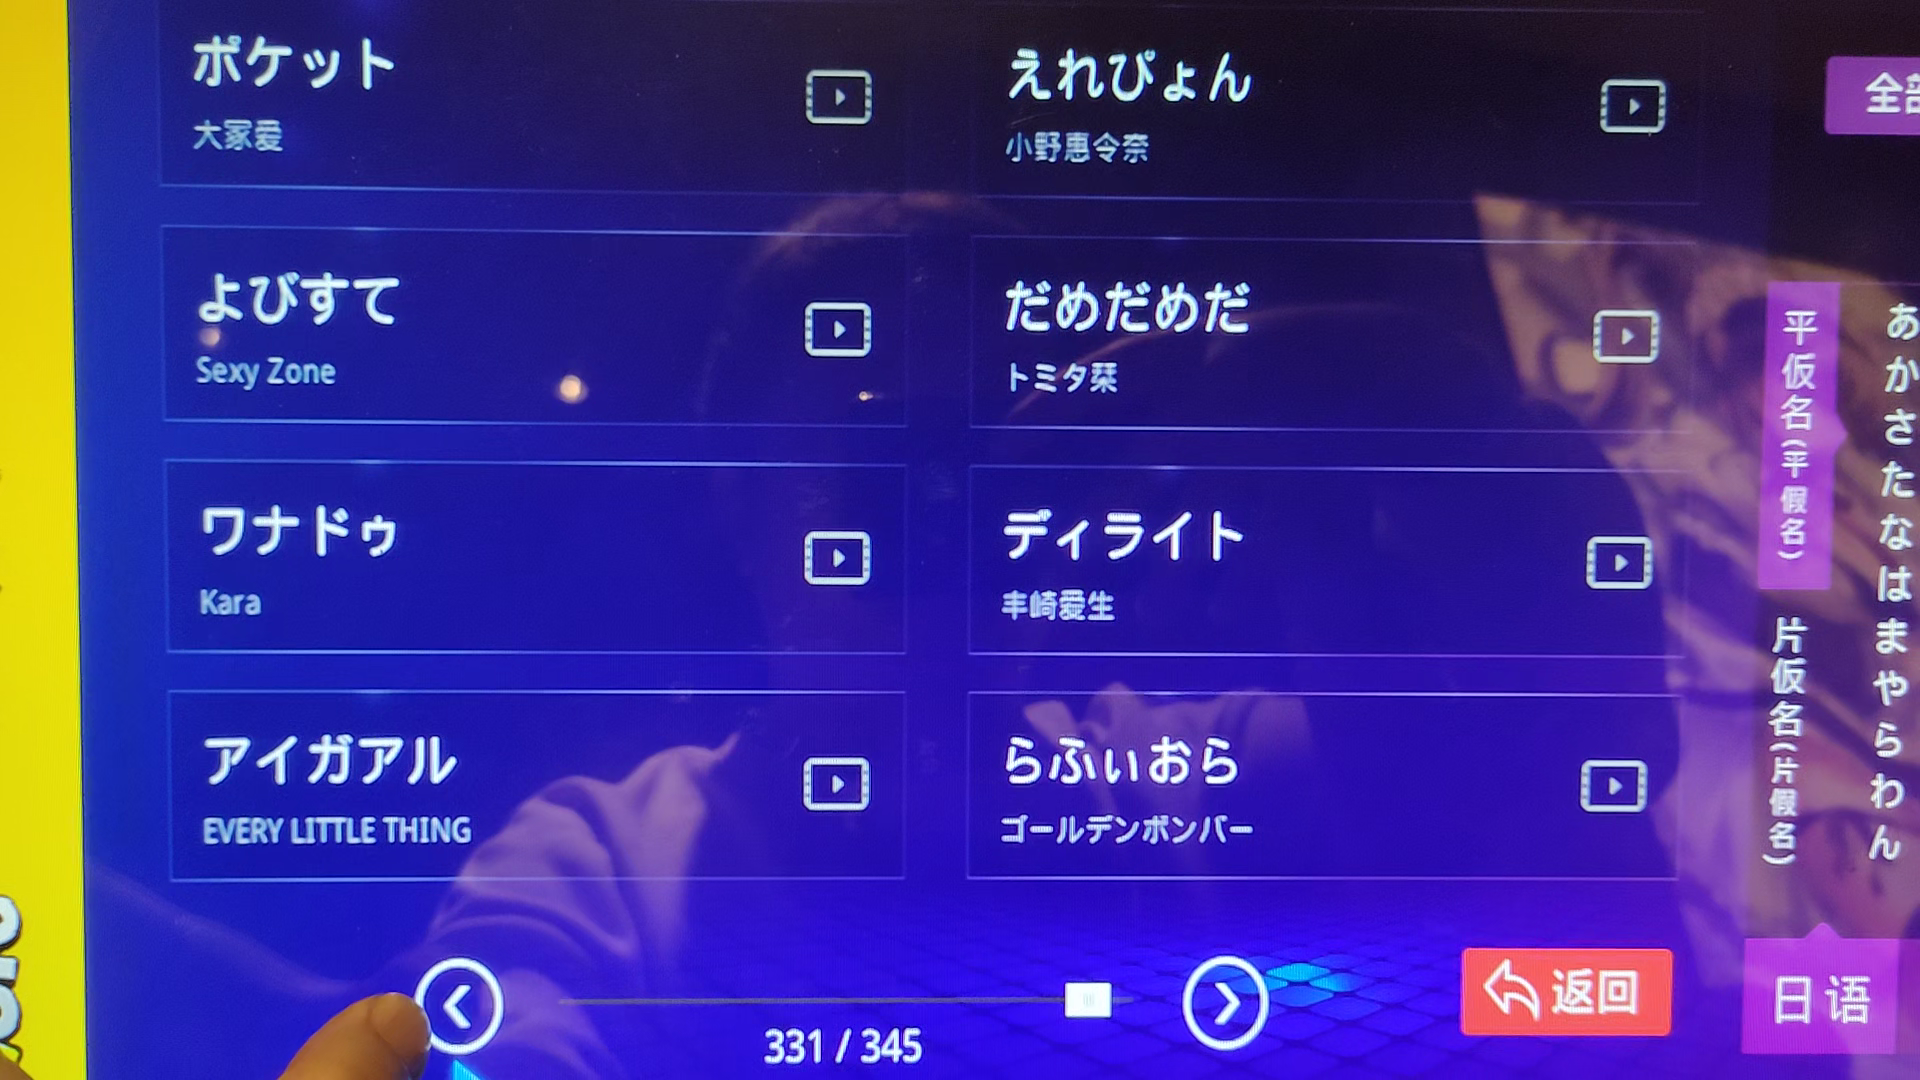 ポケット
大冢爱
えれぴょん
小野惠令奈
よびすて
Sexy Zone
だめだめだ
トミタ栞
ワナドゥ
Kara
ディライト
丰崎愛生
アイガアル
EVERY LITTLE THING
らふぃおら
ゴールデンボンバー
331 / 345
返回
全部
平仮名(平假名)
片仮名(片假名)
あかさたなはまやらわん
日语